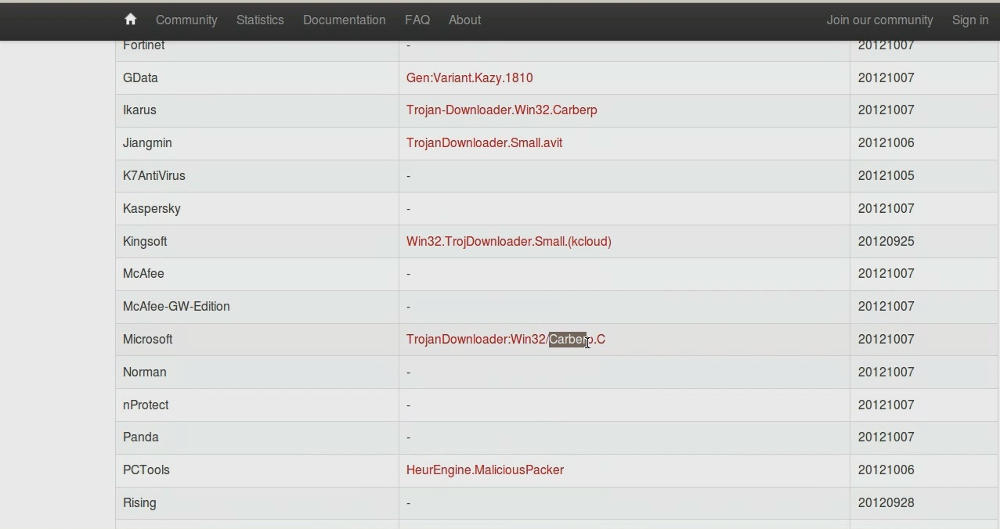 Community Statistics Documentation FAQ About Join our community Sign in
Fortinet - 20121007
GData Gen:Variant.Kazy.1810 20121007
Ikarus Trojan-Downloader.Win32.Carberp 20121007
Jiangmin TrojanDownloader.Small.avit 20121006
K7AntiVirus - 20121005
Kaspersky - 20121007
Kingsoft Win32.TrojDownloader.Small.(kcloud) 20120925
McAfee - 20121007
McAfee-GW-Edition - 20121007
Microsoft TrojanDownloader:Win32/Carberp.C 20121007
Norman - 20121007
nProtect - 20121007
Panda - 20121007
PCTools HeurEngine.MaliciousPacker 20121006
Rising - 20120928